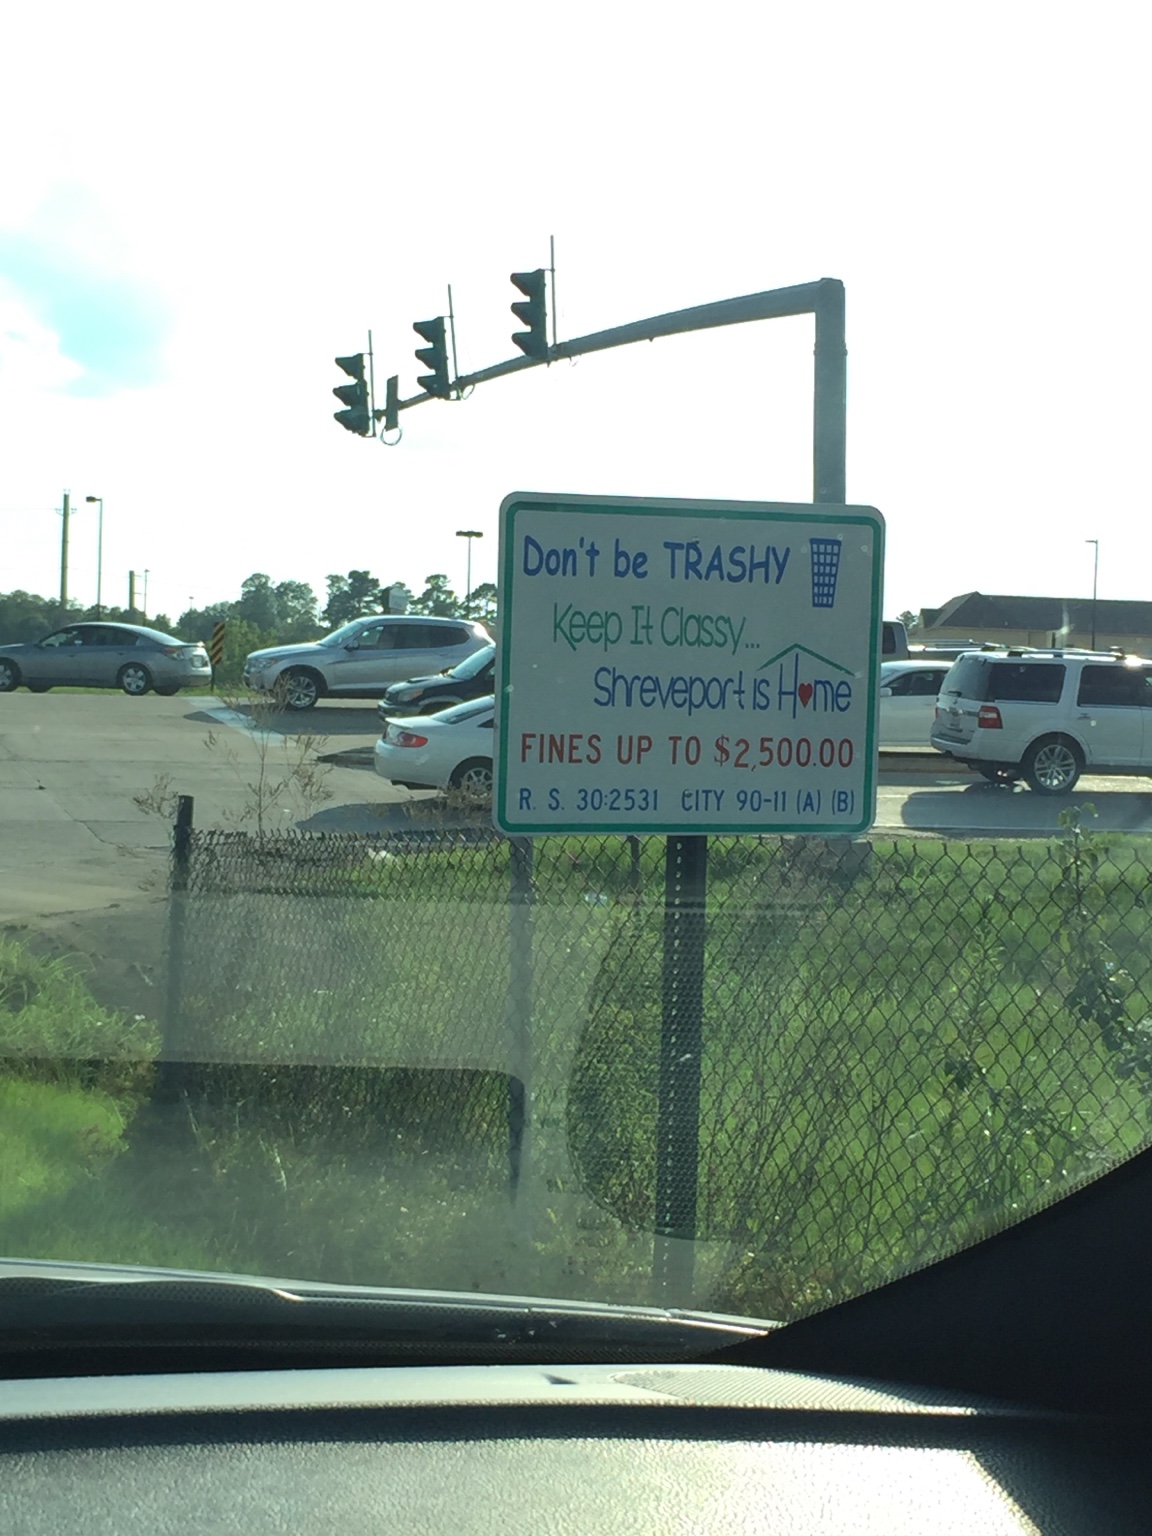 Don't be TRASHY
Keep It Classy...
Shreveport is H♥me
FINES UP TO $2,500.00
R. S. 30:2531 CITY 90-11 (A) (B)